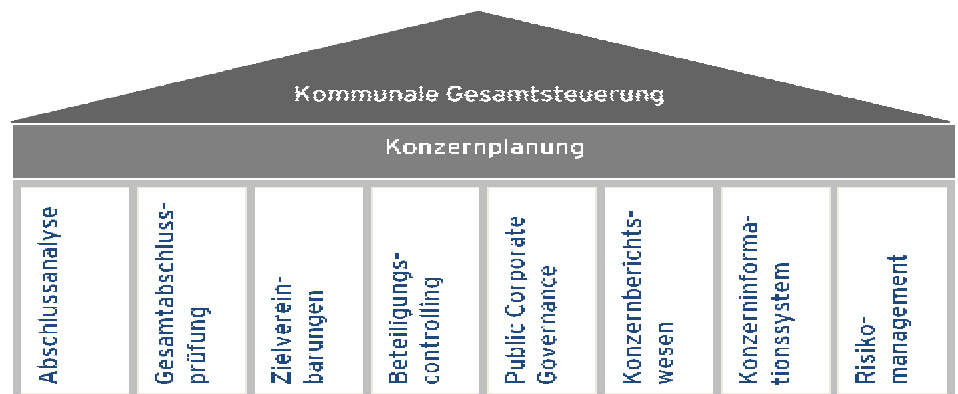 Kommunale Gesamtsteuerung
Konzernplanung
Abschlussanalyse
Gesamtabschluss-
prüfung
Zielverein-
barungen
Beteiligungs-
controlling
Public Corporate
Governance
Konzernberichts-
wesen
Konzerninforma-
tionssystem
Risiko-
management